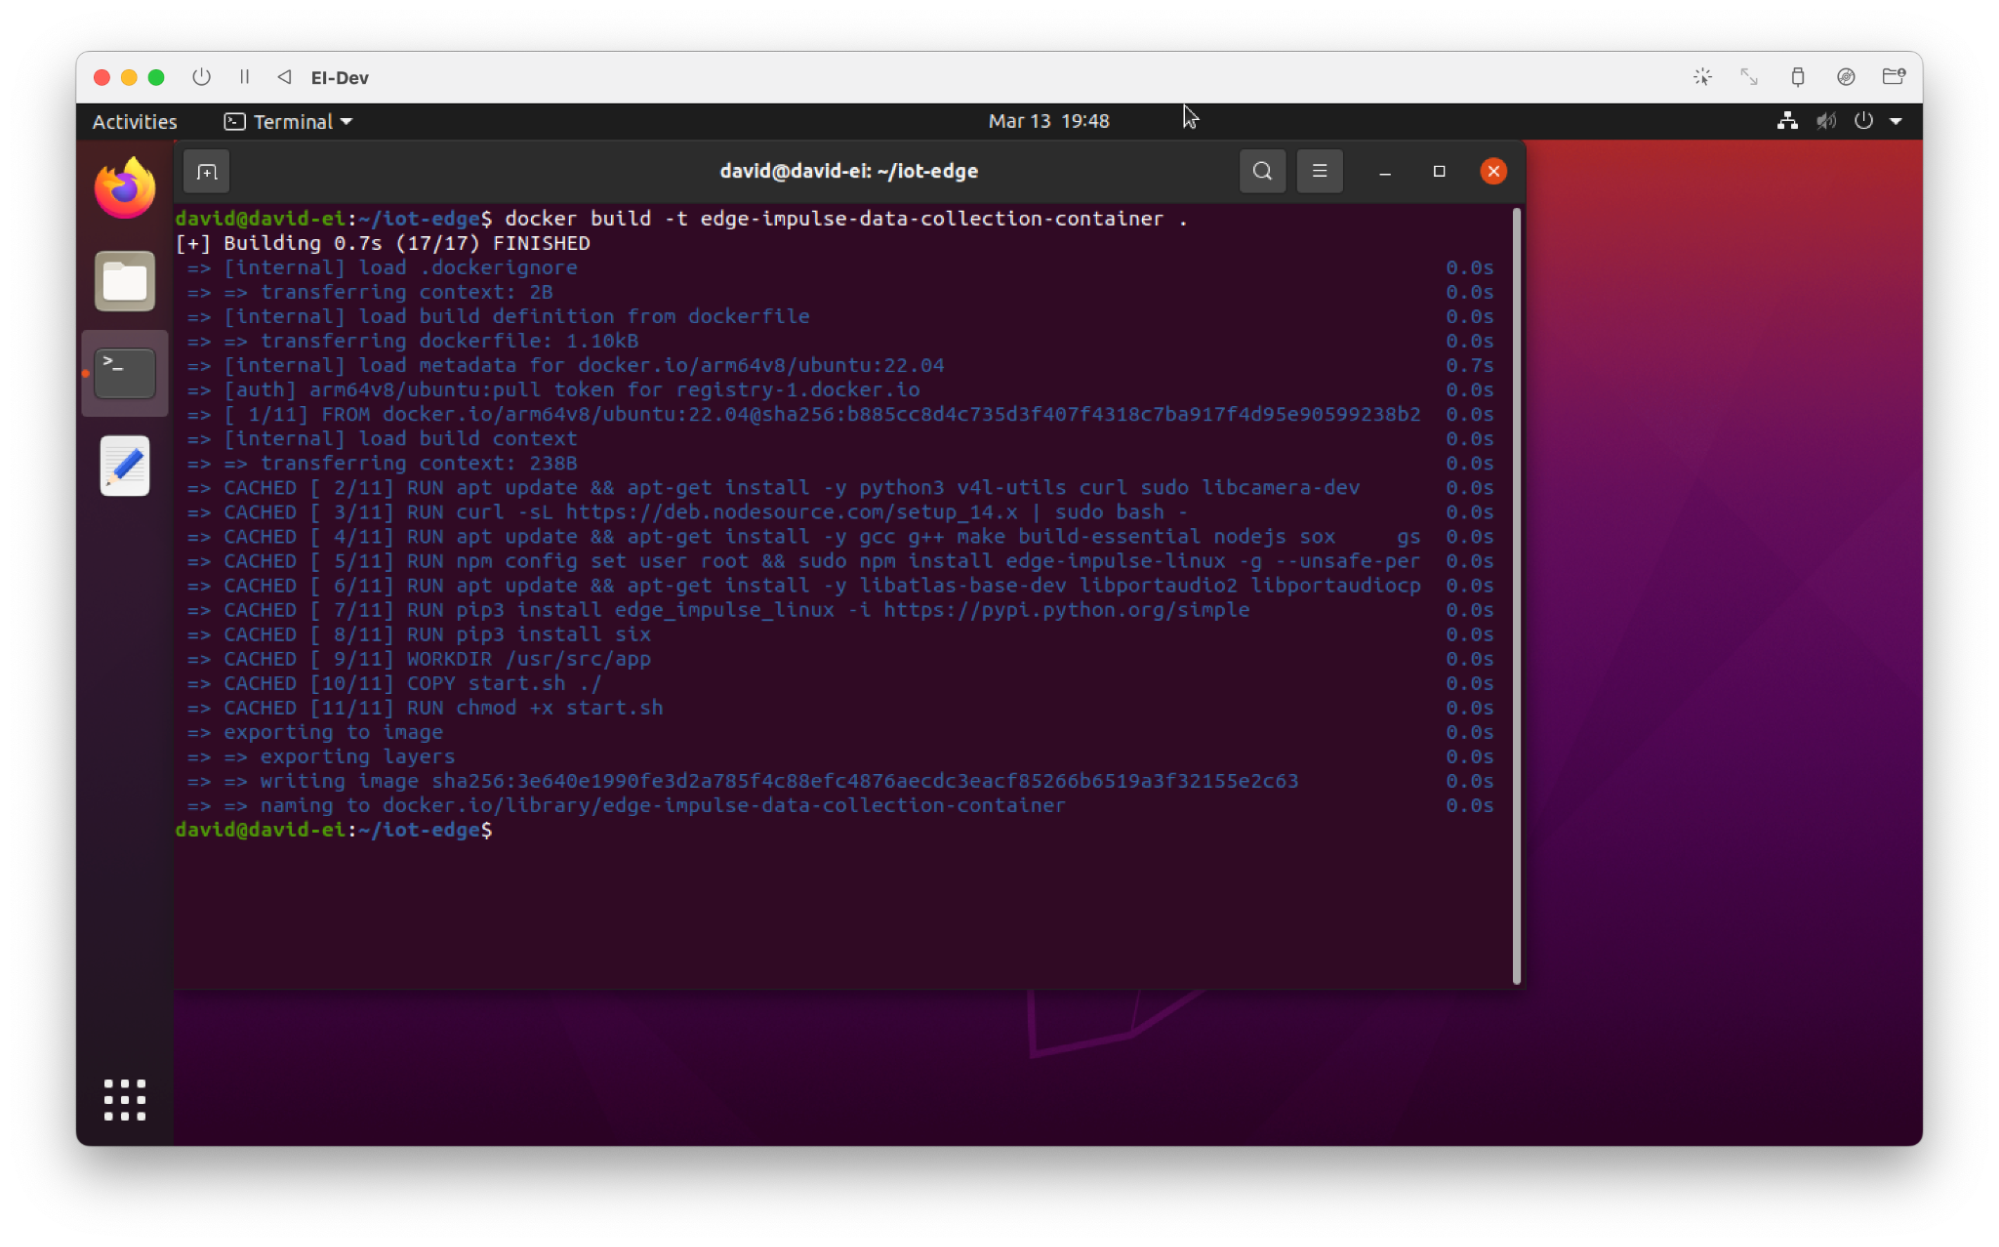 EI-Dev
Activities
Terminal
Mar 13 19:48
david@david-ei: ~/iot-edge
david@david-ei:~/iot-edge$ docker build -t edge-impulse-data-collection-container .
[+] Building 0.7s (17/17) FINISHED
=> [internal] load .dockerignore 0.0s
=> => transferring context: 2B 0.0s
=> [internal] load build definition from dockerfile 0.0s
=> => transferring dockerfile: 1.10kB 0.0s
=> [internal] load metadata for docker.io/arm64v8/ubuntu:22.04 0.7s
=> [auth] arm64v8/ubuntu:pull token for registry-1.docker.io 0.0s
=> [ 1/11] FROM docker.io/arm64v8/ubuntu:22.04@sha256:b885cc8d4c735d3f407f4318c7ba917f4d95e90599238b2 0.0s
=> [internal] load build context 0.0s
=> => transferring context: 238B 0.0s
=> CACHED [ 2/11] RUN apt update && apt-get install -y python3 v4l-utils curl sudo libcamera-dev 0.0s
=> CACHED [ 3/11] RUN curl -sL https://deb.nodesource.com/setup_14.x | sudo bash - 0.0s
=> CACHED [ 4/11] RUN apt update && apt-get install -y gcc g++ make build-essential nodejs sox gs 0.0s
=> CACHED [ 5/11] RUN npm config set user root && sudo npm install edge-impulse-linux -g --unsafe-per 0.0s
=> CACHED [ 6/11] RUN apt update && apt-get install -y libatlas-base-dev libportaudio2 libportaudiocp 0.0s
=> CACHED [ 7/11] RUN pip3 install edge_impulse_linux -i https://pypi.python.org/simple 0.0s
=> CACHED [ 8/11] RUN pip3 install six 0.0s
=> CACHED [ 9/11] WORKDIR /usr/src/app 0.0s
=> CACHED [10/11] COPY start.sh ./ 0.0s
=> CACHED [11/11] RUN chmod +x start.sh 0.0s
=> exporting to image 0.0s
=> => exporting layers 0.0s
=> => writing image sha256:3e640e1990fe3d2a785f4c88efc4876aecdc3eacf85266b6519a3f32155e2c63 0.0s
=> => naming to docker.io/library/edge-impulse-data-collection-container 0.0s
david@david-ei:~/iot-edge$